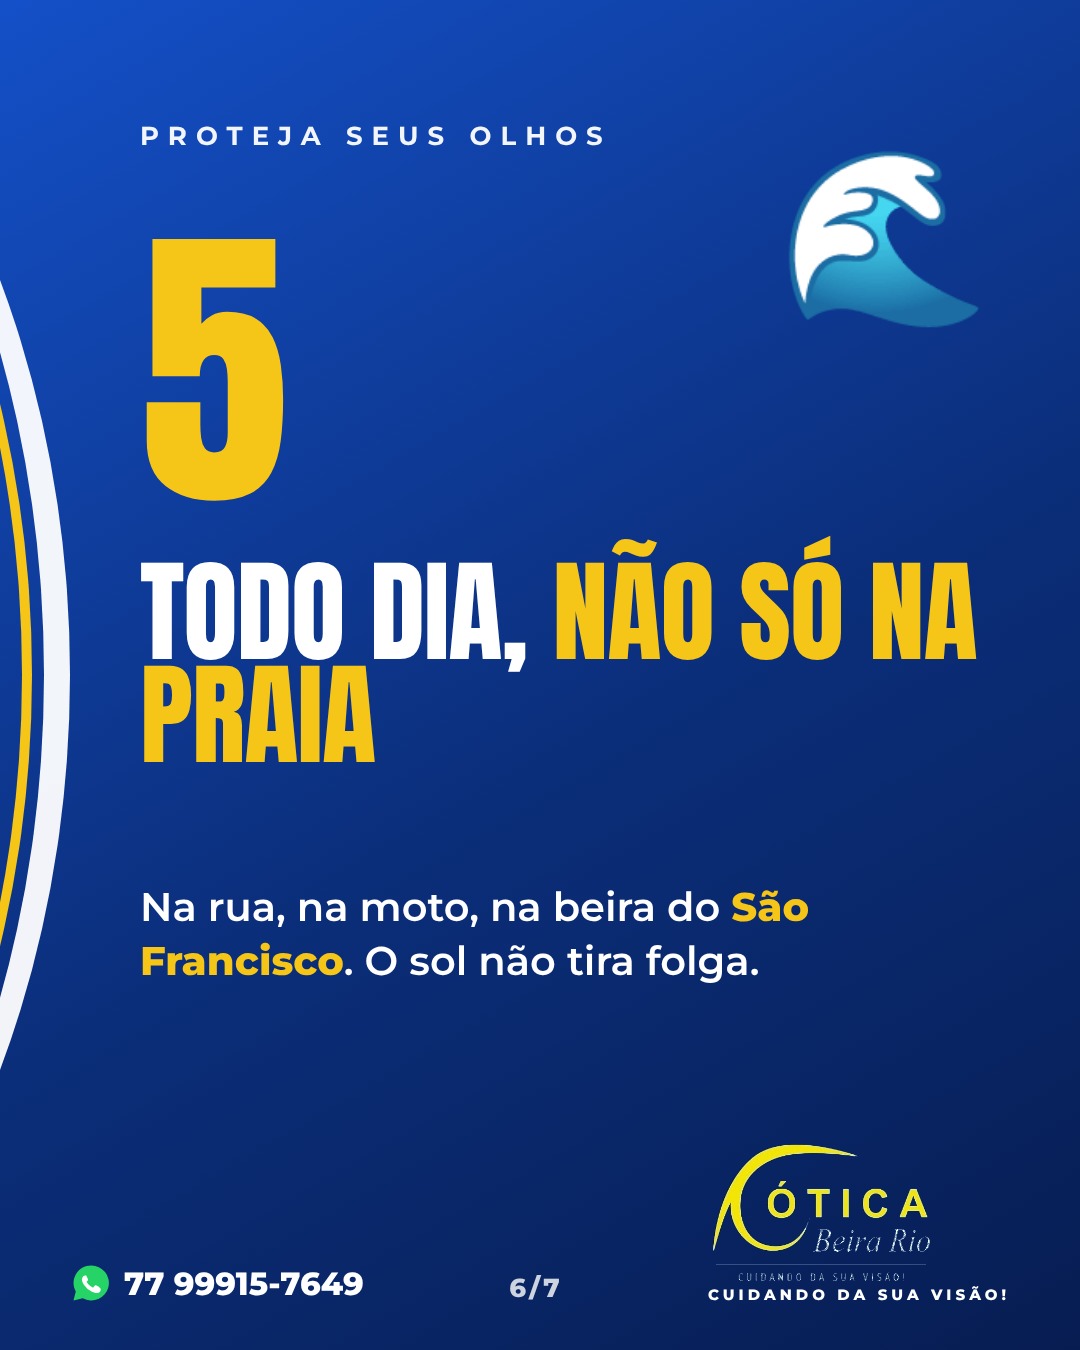 PROTEJA SEUS OLHOS
5
TODO DIA, NÃO SÓ NA
PRAIA
Na rua, na moto, na beira do São
Francisco. O sol não tira folga.
ÓTICA
Beira Rio
CUIDANDO DA SUA VISÃO!
CUIDANDO DA SUA VISÃO!
77 99915-7649
6/7